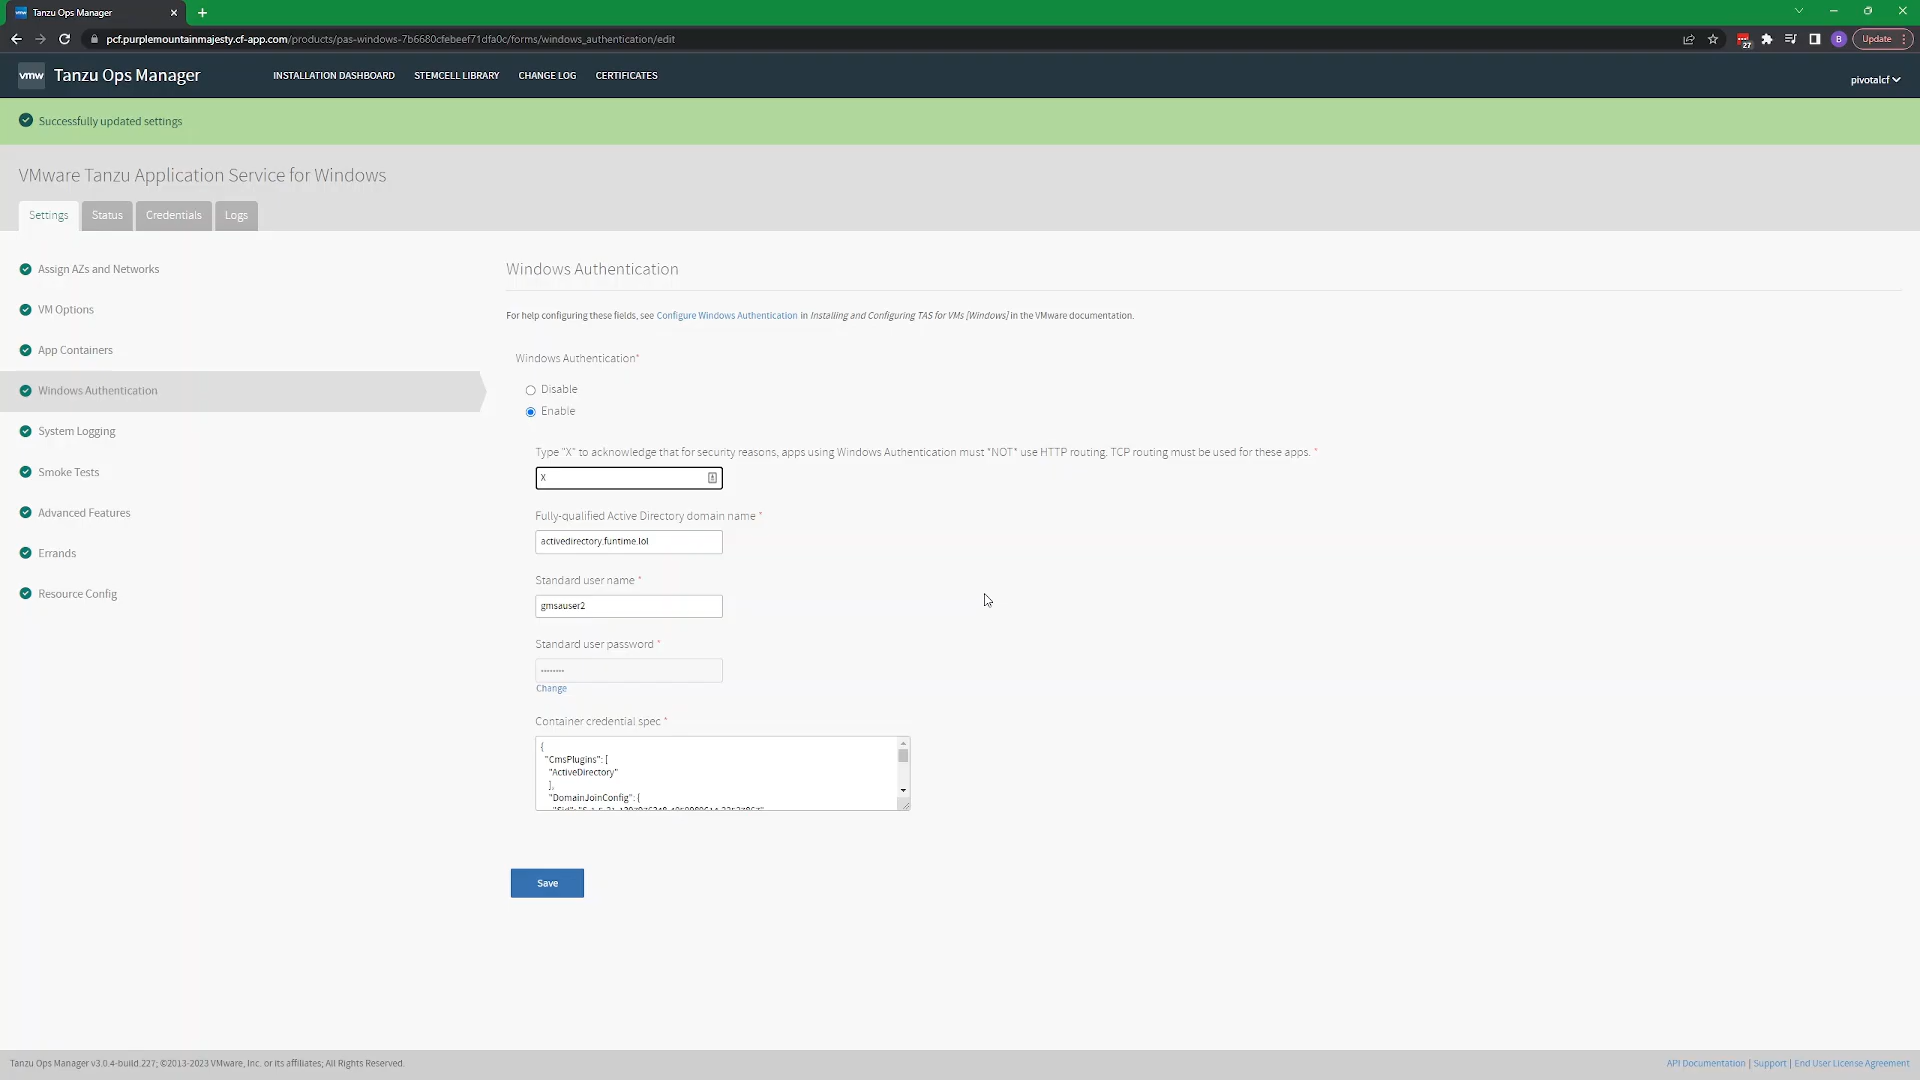 Tanzu Ops Manager
pcf.purplemountainmajesty.cf-app.com/products/pas-windows-7b6680cfebeef71dfa0c/forms/windows_authentication/edit
27
B
Update
vmw Tanzu Ops Manager
INSTALLATION DASHBOARD STEMCELL LIBRARY CHANGE LOG CERTIFICATES
pivotalcf
Successfully updated settings
VMware Tanzu Application Service for Windows
Settings Status Credentials Logs
Assign AZs and Networks
VM Options
App Containers
Windows Authentication
System Logging
Smoke Tests
Advanced Features
Errands
Resource Config
Windows Authentication
For help configuring these fields, see Configure Windows Authentication in Installing and Configuring TAS for VMs [Windows] in the VMware documentation.
Windows Authentication*
Disable
Enable
Type "X" to acknowledge that for security reasons, apps using Windows Authentication must *NOT* use HTTP routing. TCP routing must be used for these apps. *
X
Fully-qualified Active Directory domain name *
activedirectory.funtime.lol
Standard user name *
gmsauser2
Standard user password *
--------
Change
Container credential spec *
{
"CmsPlugins": [
"ActiveDirectory"
],
"DomainJoinConfig": {
Save
Tanzu Ops Manager v3.0.4-build.227; ©2013-2023 VMware, Inc. or its affiliates; All Rights Reserved.
API Documentation | Support | End User License Agreement